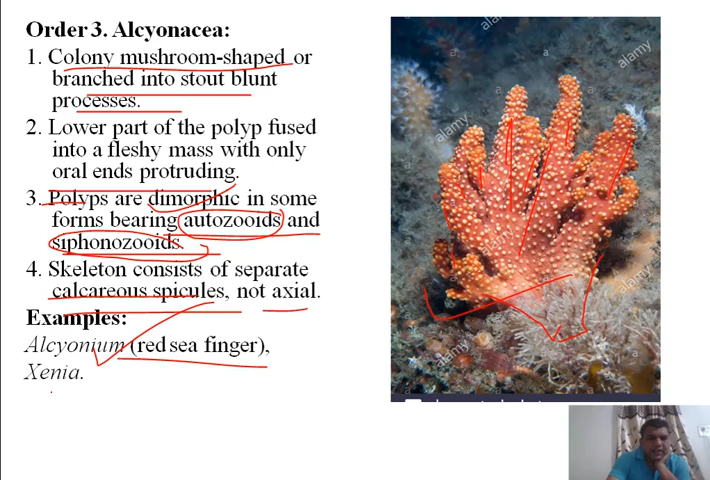 Order 3. Alcyonacea:
1. Colony mushroom-shaped or
branched into stout blunt
processes.
2. Lower part of the polyp fused
into a fleshy mass with only
oral ends protruding.
3. Polyps are dimorphic in some
forms bearing autozooids and
siphonozooids.
4. Skeleton consists of separate
calcareous spicules, not axial.
Examples:
Alcyonium (red sea finger),
Xenia.
alamy
alamy
alamy
alamy
alamy
a
a
a
a
a
a